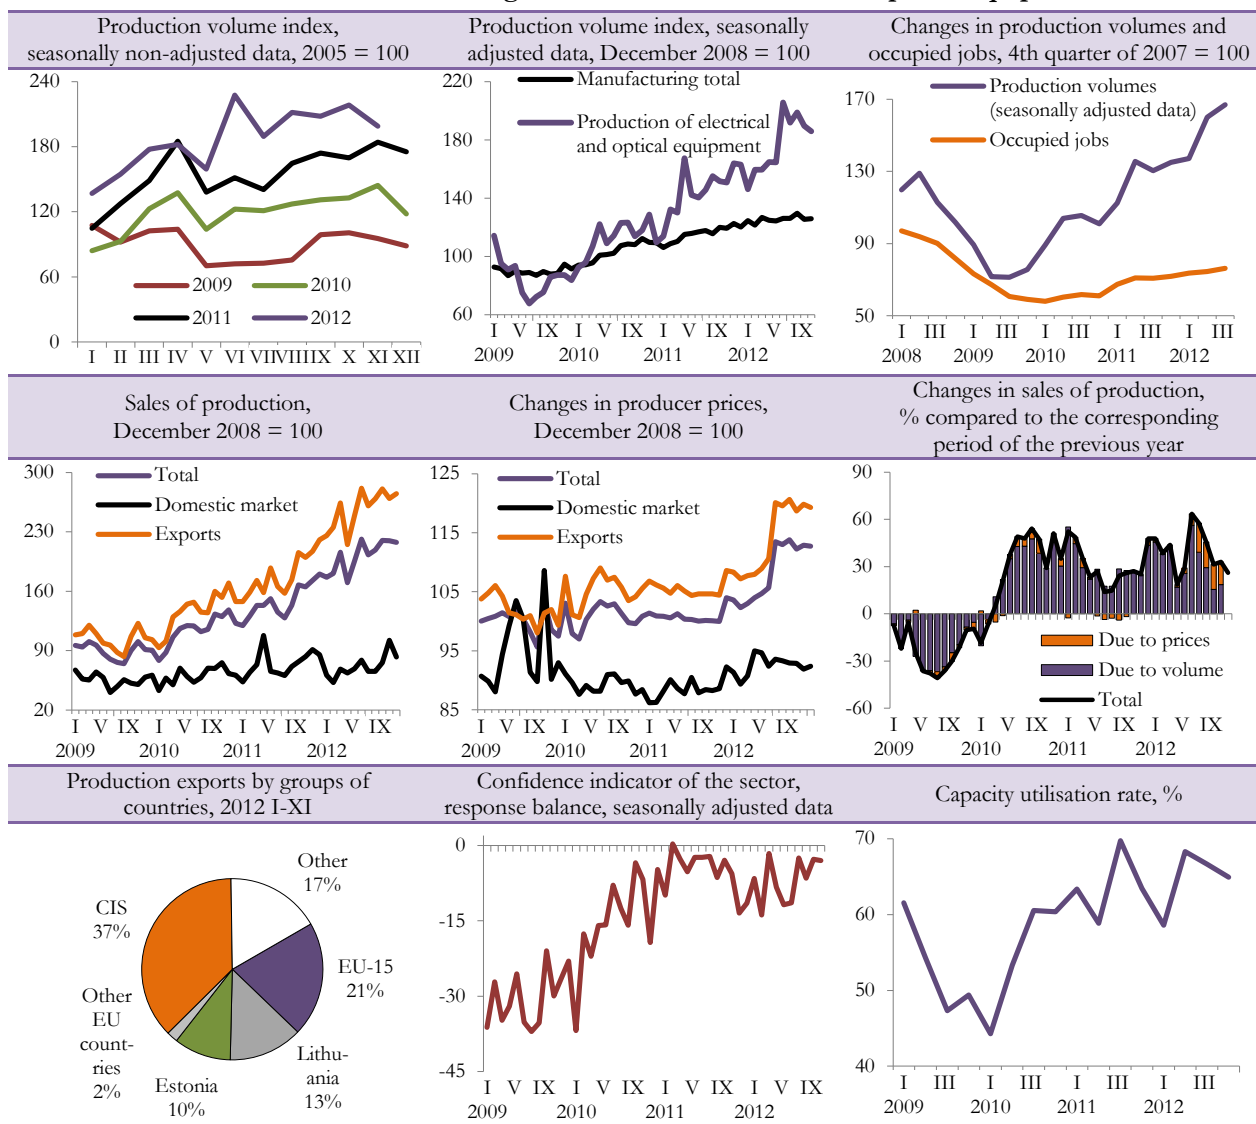 Production volume index,
seasonally non-adjusted data, 2005 = 100
240
180
120
60
0
2009
2010
2011
2012
I II III IV V VI VII VIII IX X XI XII
Production volume index, seasonally
adjusted data, December 2008 = 100
220
180
140
100
60
Manufacturing total
Production of electrical
and optical equipment
I V IX I V IX I V IX I V IX
2009 2010 2011 2012
Changes in production volumes and
occupied jobs, 4th quarter of 2007 = 100
170
130
90
50
Production volumes
(seasonally adjusted data)
Occupied jobs
I III I III I III I III I III
2008 2009 2010 2011 2012
Sales of production,
December 2008 = 100
300
230
160
90
20
Total
Domestic market
Exports
I V IX I V IX I V IX I V IX
2009 2010 2011 2012
Changes in producer prices,
December 2008 = 100
125
115
105
95
85
Total
Domestic market
Exports
I V IX I V IX I V IX I V IX
2009 2010 2011 2012
Changes in sales of production,
% compared to the corresponding
period of the previous year
90
60
30
0
-30
-60
Due to prices
Due to volume
Total
I V IX I V IX I V IX I V IX
2009 2010 2011 2012
Production exports by groups of
countries, 2012 I-XI
Other
17%
EU-15
21%
Lithu-
ania
13%
Estonia
10%
Other
EU
count-
ries
2%
CIS
37%
Confidence indicator of the sector,
response balance, seasonally adjusted data
0
-15
-30
-45
I V IX I V IX I V IX I V IX
2009 2010 2011 2012
Capacity utilisation rate, %
70
60
50
40
I III I III I III I III
2009 2010 2011 2012